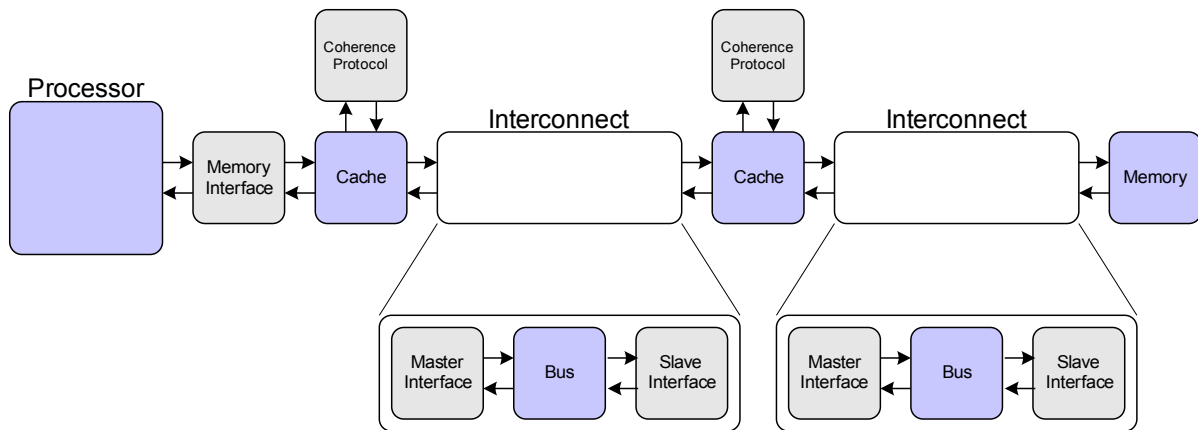 Coherence
Protocol
Coherence
Protocol
Processor
Interconnect
Interconnect
Memory
Interface
Cache
Cache
Memory
Master
Interface
Bus
Slave
Interface
Master
Interface
Bus
Slave
Interface